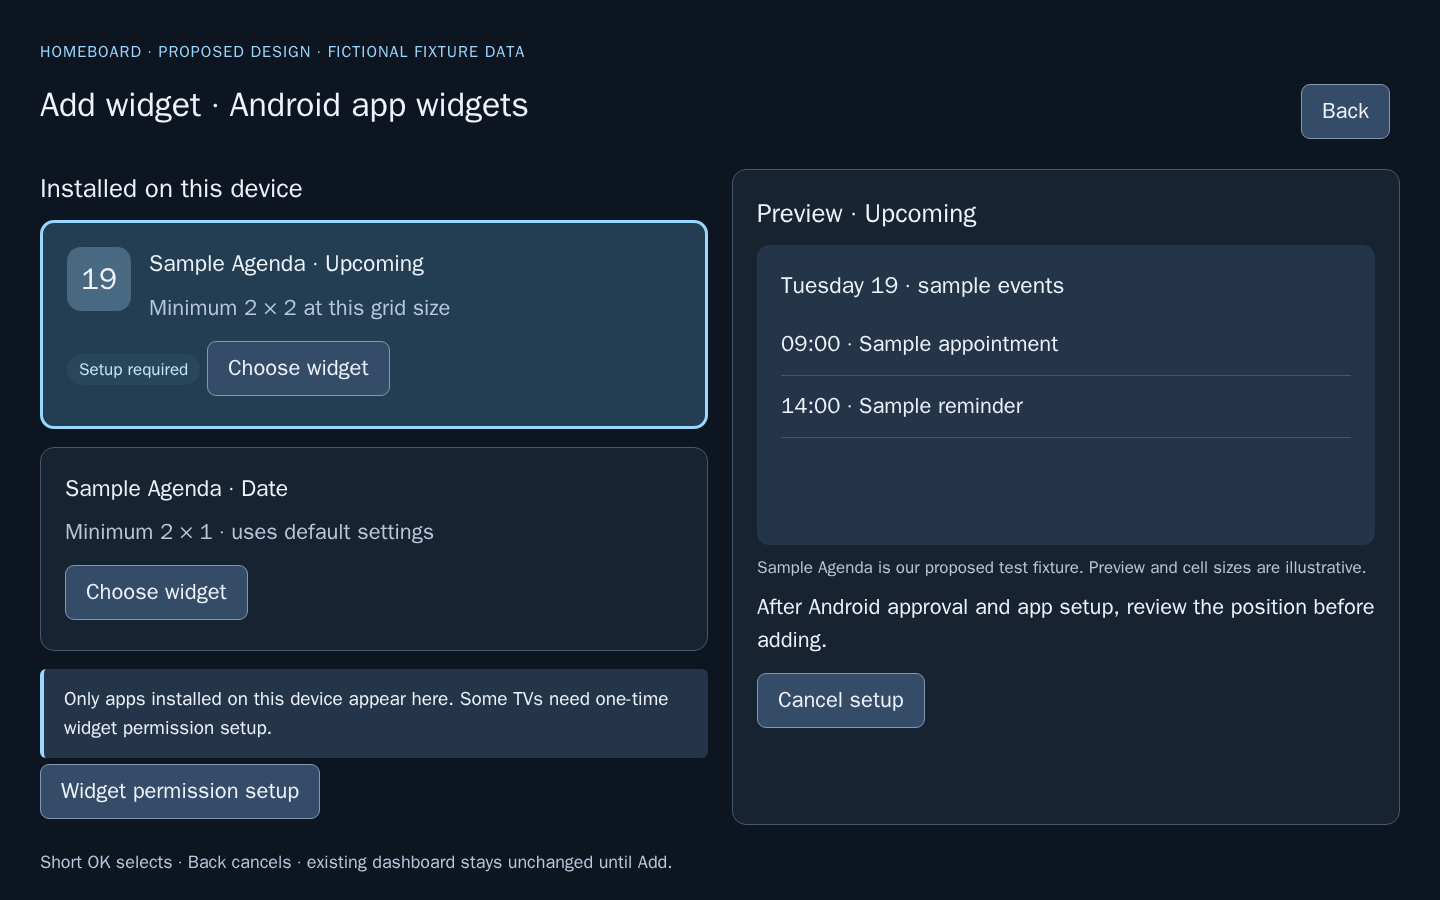 HOMEBOARD · PROPOSED DESIGN · FICTIONAL FIXTURE DATA
Add widget · Android app widgets
Back
Installed on this device
19
Sample Agenda · Upcoming
Minimum 2 × 2 at this grid size
Setup required
Choose widget
Sample Agenda · Date
Minimum 2 × 1 · uses default settings
Choose widget
Only apps installed on this device appear here. Some TVs need one-time
widget permission setup.
Widget permission setup
Preview · Upcoming
Tuesday 19 · sample events
09:00 · Sample appointment
14:00 · Sample reminder
Sample Agenda is our proposed test fixture. Preview and cell sizes are illustrative.
After Android approval and app setup, review the position before
adding.
Cancel setup
Short OK selects · Back cancels · existing dashboard stays unchanged until Add.